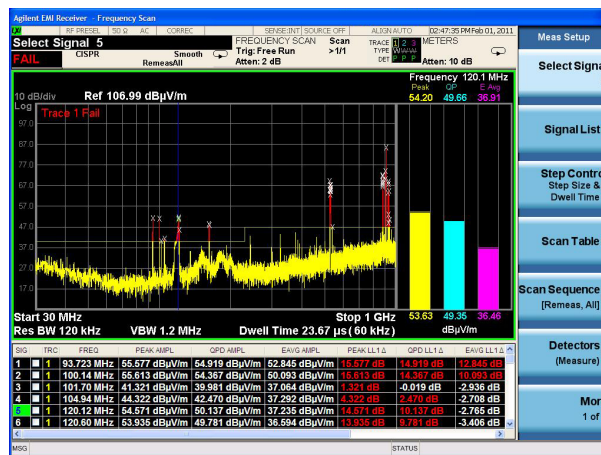 Agilent EMI Receiver - Frequency Scan
RF PRESEL 50 Ω AC CORREC SENSE:INT SOURCE OFF ALIGN AUTO 02:47:35 PM Feb 01, 2011
Select Signal 5
FREQUENCY SCAN Scan
TRACE 1 2 3
METERS
Meas Setup
FAIL
CISPR Smooth
RemeasAll
Trig: Free Run >1/1
Atten: 2 dB
TYPE
DET P P P
Atten: 10 dB
Frequency 120.1 MHz
Peak QP E Avg
54.20 49.66 36.91
10 dB/div Ref 106.99 dBµV/m
Log
Trace 1 Fail
97.0
87.0
77.0
67.0
57.0
47.0
37.0
27.0
17.0
Start 30 MHz Stop 1 GHz
Res BW 120 kHz VBW 1.2 MHz Dwell Time 23.67 µs (60 kHz)
53.63 49.35 36.46
dBµV/m
SIG TRC FREQ PEAK AMPL QPD AMPL EAVG AMPL PEAK LL1 Δ QPD LL1 Δ EAVG LL1 Δ
1 1 93.723 MHz 55.577 dBµV/m 54.919 dBµV/m 52.845 dBµV/m 15.577 dB 14.919 dB 12.845 dB
2 1 100.14 MHz 55.613 dBµV/m 54.367 dBµV/m 50.093 dBµV/m 15.613 dB 14.367 dB 10.093 dB
3 1 101.70 MHz 41.321 dBµV/m 39.981 dBµV/m 37.064 dBµV/m 1.321 dB -0.019 dB -2.936 dB
4 1 104.94 MHz 44.322 dBµV/m 42.470 dBµV/m 37.292 dBµV/m 4.322 dB 2.470 dB -2.708 dB
5 1 120.12 MHz 54.571 dBµV/m 50.137 dBµV/m 37.235 dBµV/m 14.571 dB 10.137 dB -2.765 dB
6 1 120.60 MHz 53.935 dBµV/m 49.781 dBµV/m 36.594 dBµV/m 13.935 dB 9.781 dB -3.406 dB
MSG STATUS
Select Signa
Signal List
Step Contro
Step Size &
Dwell Time
Scan Table
Scan Sequence
[Remeas, All]
Detectors
(Measure)
Mor
1 of